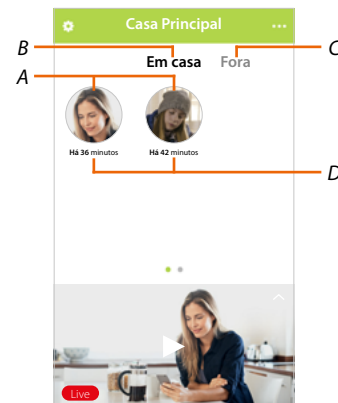 Casa Principal
B
C
Em casa Fora
A
Há 36 minutos Há 42 minutos
D
Live